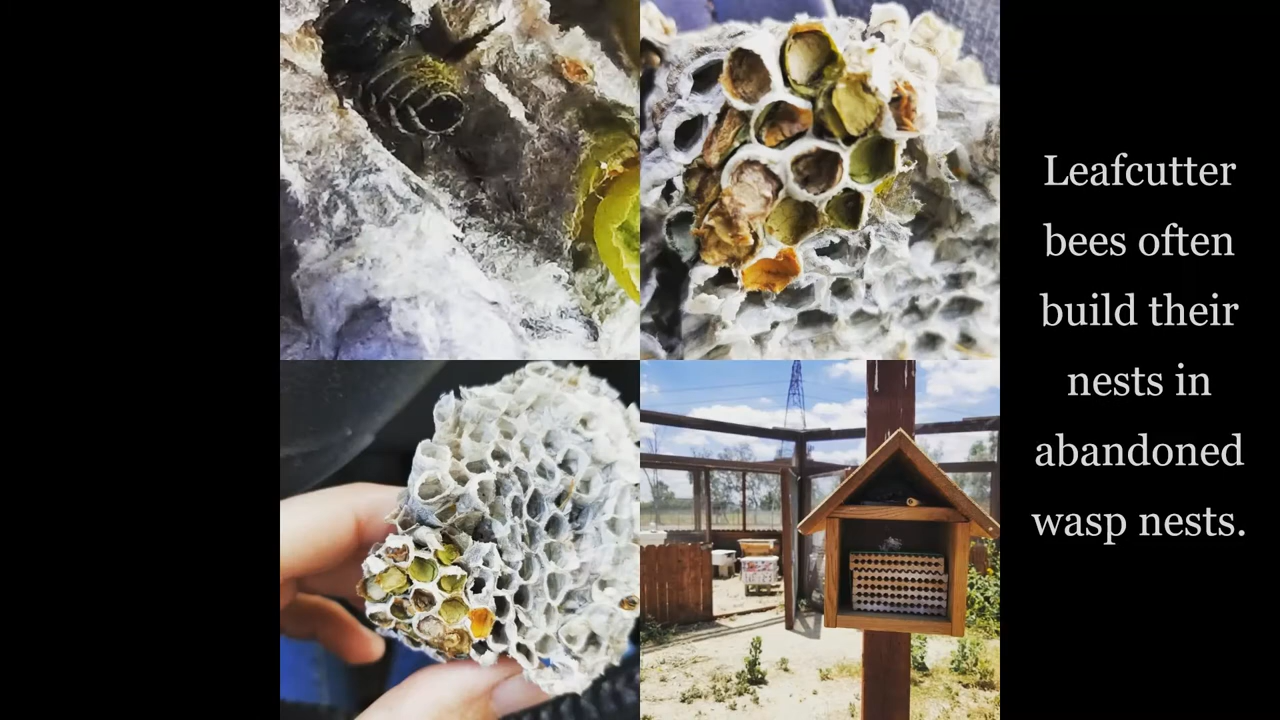 Leafcutter
bees often
build their
nests in
abandoned
wasp nests.